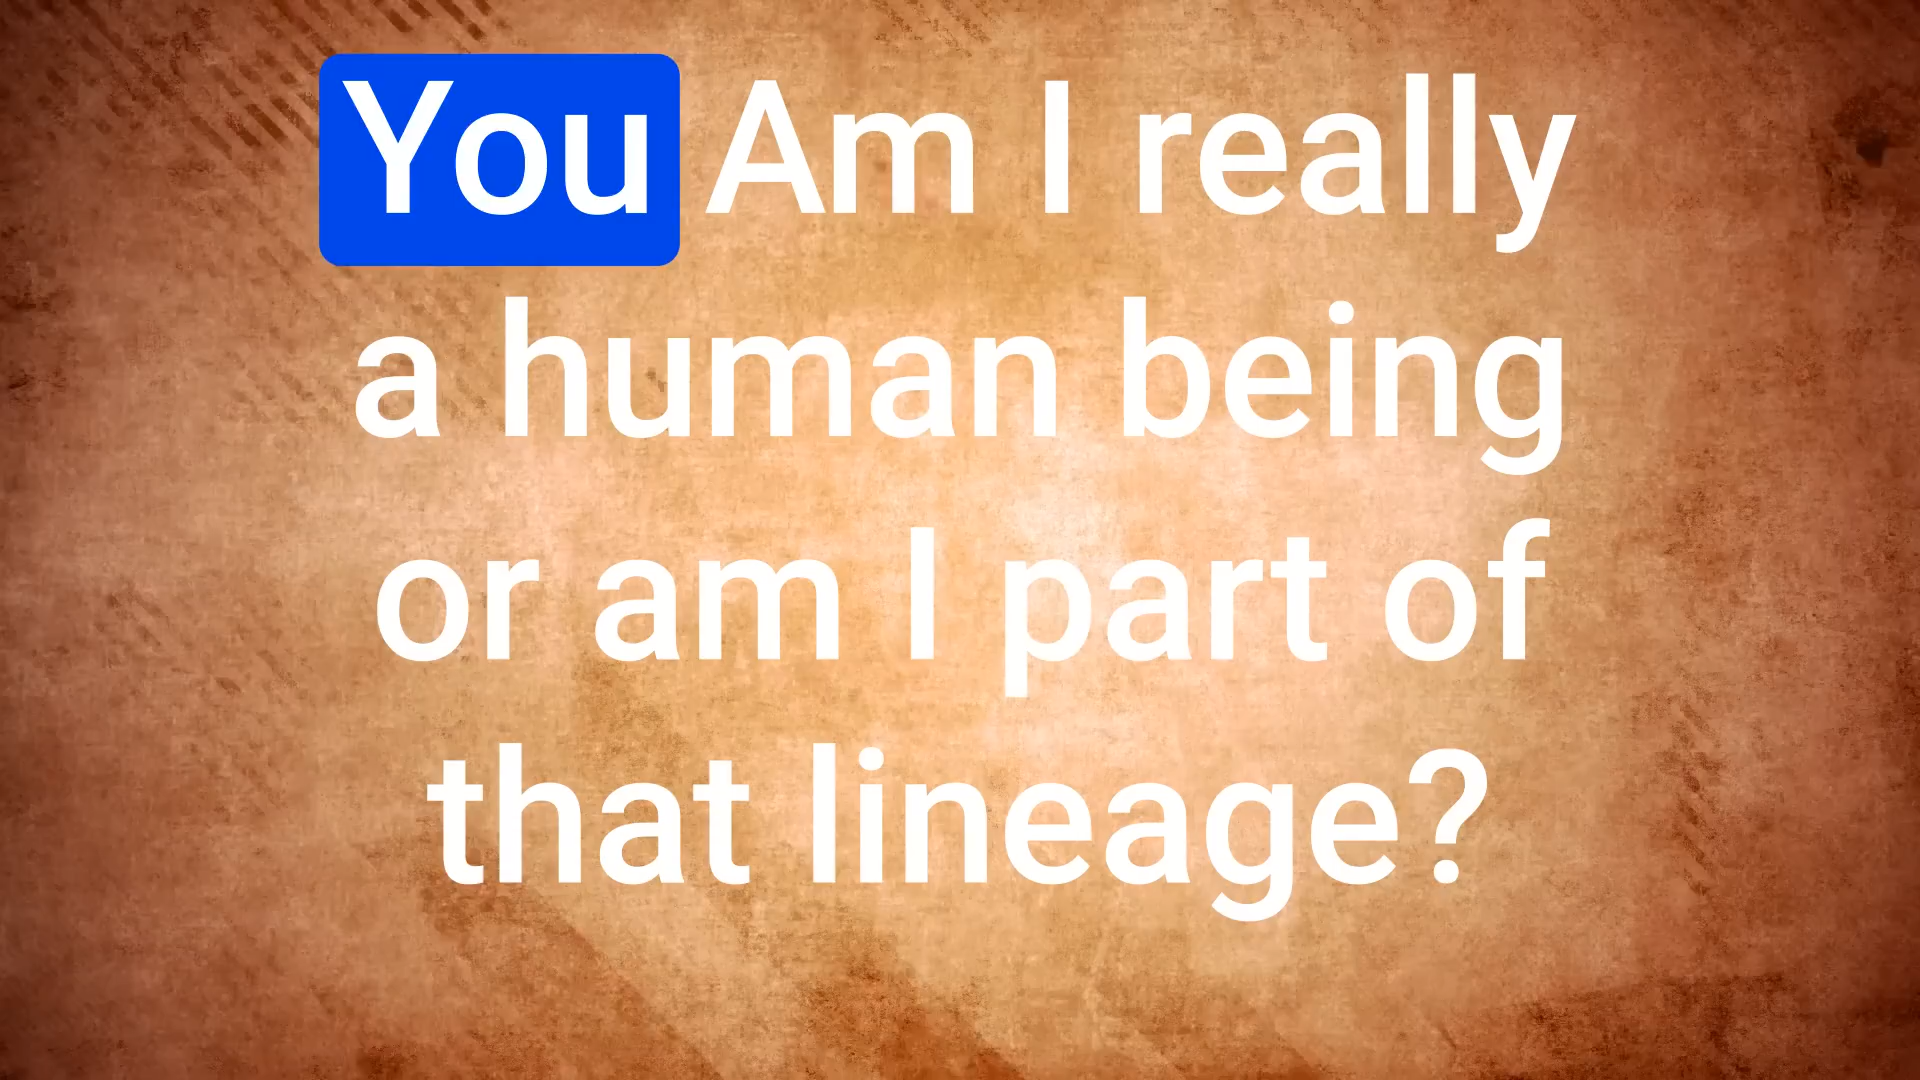 You Am I really
a human being
or am I part of
that lineage?